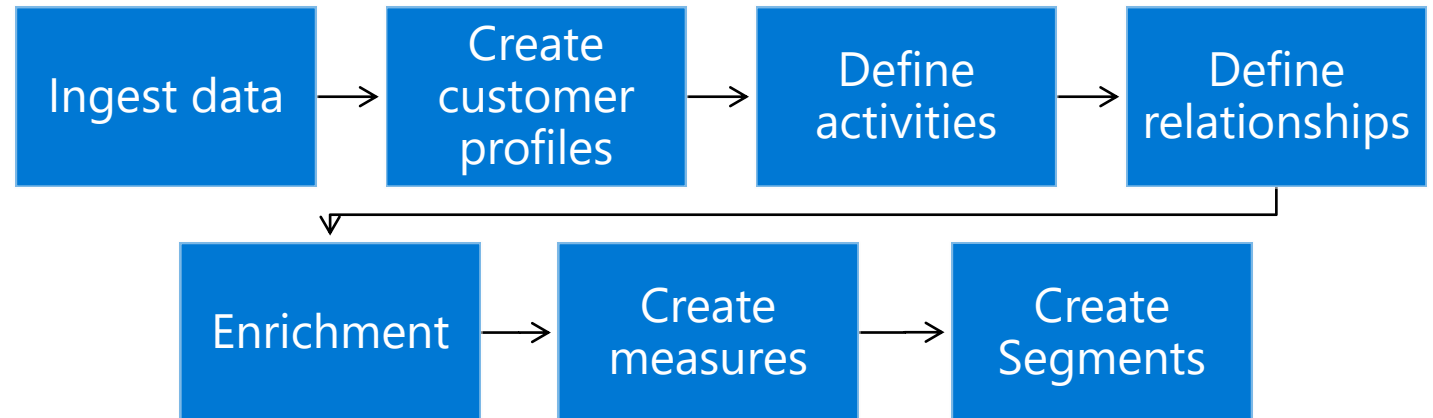 Ingest data
Create
customer
profiles
Define
activities
Define
relationships
Enrichment
Create
measures
Create
Segments